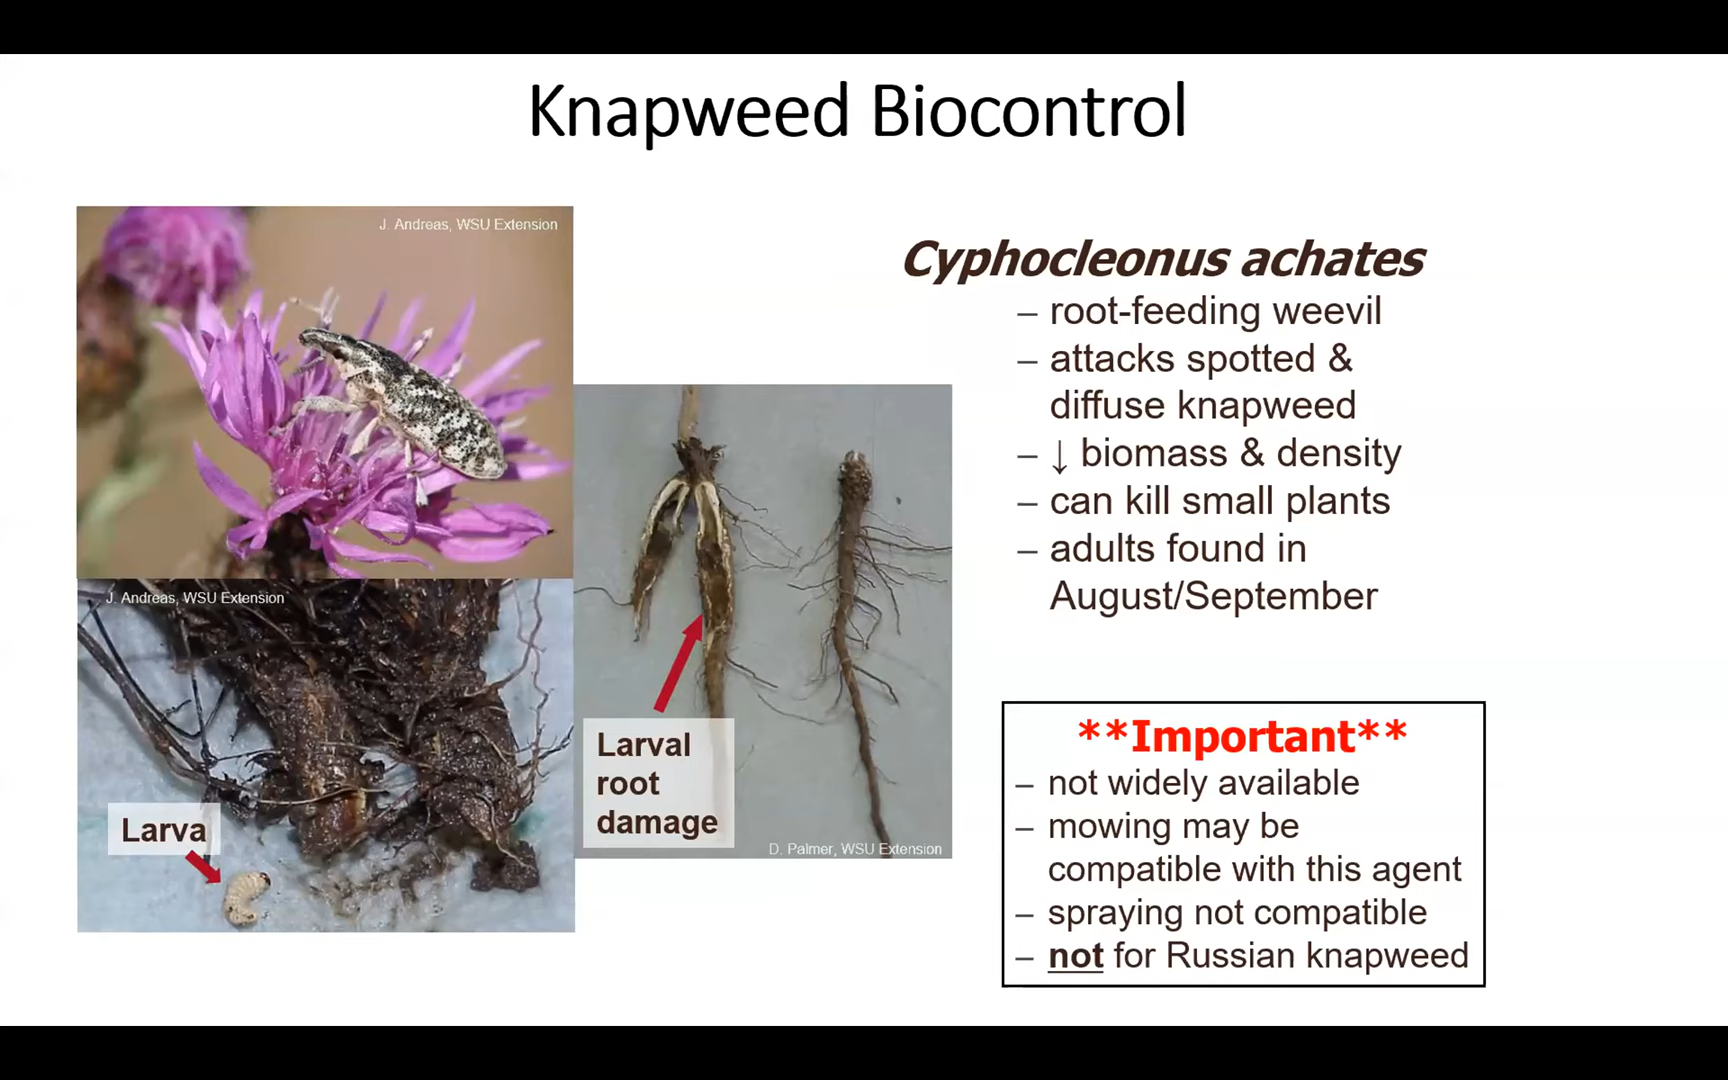 Knapweed Biocontrol
J. Andreas, WSU Extension
J. Andreas, WSU Extension
Larva
Larval
root
damage
D. Palmer, WSU Extension
Cyphocleonus achates
– root-feeding weevil
– attacks spotted &
diffuse knapweed
– ↓ biomass & density
– can kill small plants
– adults found in
August/September
**Important**
– not widely available
– mowing may be
compatible with this agent
– spraying not compatible
– not for Russian knapweed